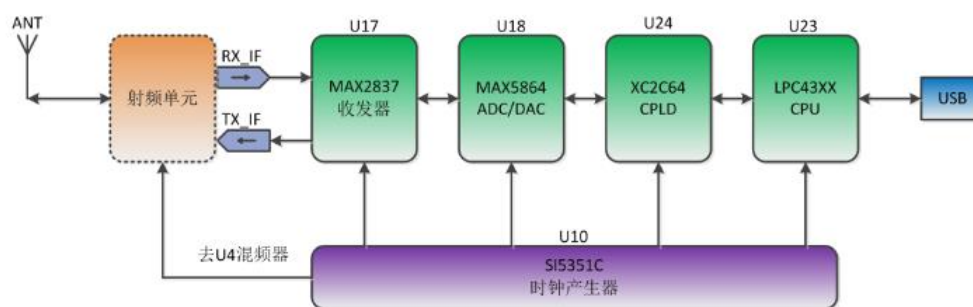 ANT
射频单元
RX_IF
TX_IF
U17
MAX2837
收发器
U18
MAX5864
ADC/DAC
U24
XC2C64
CPLD
U23
LPC43XX
CPU
USB
去U4混频器
U10
SI5351C
时钟产生器